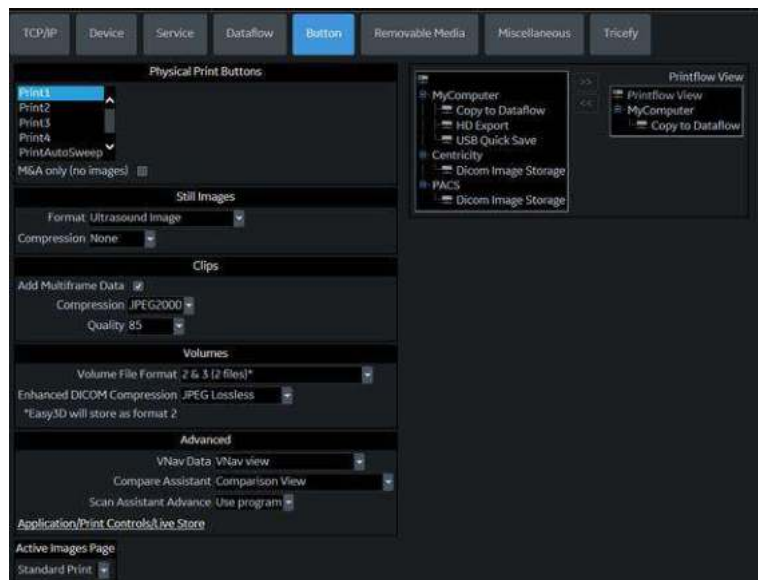 TCP/IP Device Service Dataflow Button Removable Media Miscellaneous Tricefy
Physical Print Buttons
Print1
Print2
Print3
Print4
PrintAutoSweep
M&A only (no images)
Still Images
Format Ultrasound Image
Compression None
Clips
Add Multiframe Data
Compression JPEG2000
Quality 85
Volumes
Volume File Format 2 & 3 (2 files)*
Enhanced DICOM Compression JPEG Lossless
*Easy3D will store as format 2
Advanced
VNav Data VNav view
Compare Assistant Comparison View
Scan Assistant Advance Use program
Application/Print Controls/Live Store
Active Images Page
Standard Print
MyComputer
Copy to Dataflow
HD Export
USB Quick Save
Centricity
Dicom Image Storage
PACS
Dicom Image Storage
>>
<<
Printflow View
Printflow View
MyComputer
Copy to Dataflow